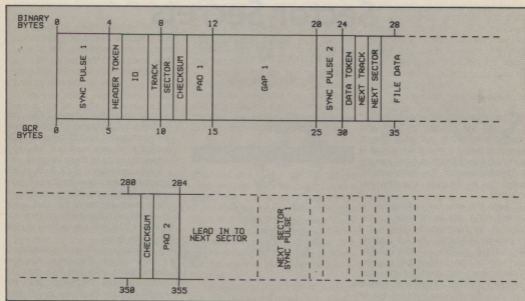 BINARY BYTES
0 4 8 12 20 24 28
SYNC PULSE 1
HEADER TOKEN
ID
TRACK
SECTOR
CHECKSUM
PAD 1
GAP 1
SYNC PULSE 2
DATA TOKEN
NEXT TRACK
NEXT SECTOR
FILE DATA
GCR BYTES
0 5 10 15 25 30 35
280 284
CHECKSUM
PAD 2
LEAD IN TO
NEXT SECTOR
NEXT SECTOR
SYNC PULSE 1
350 355